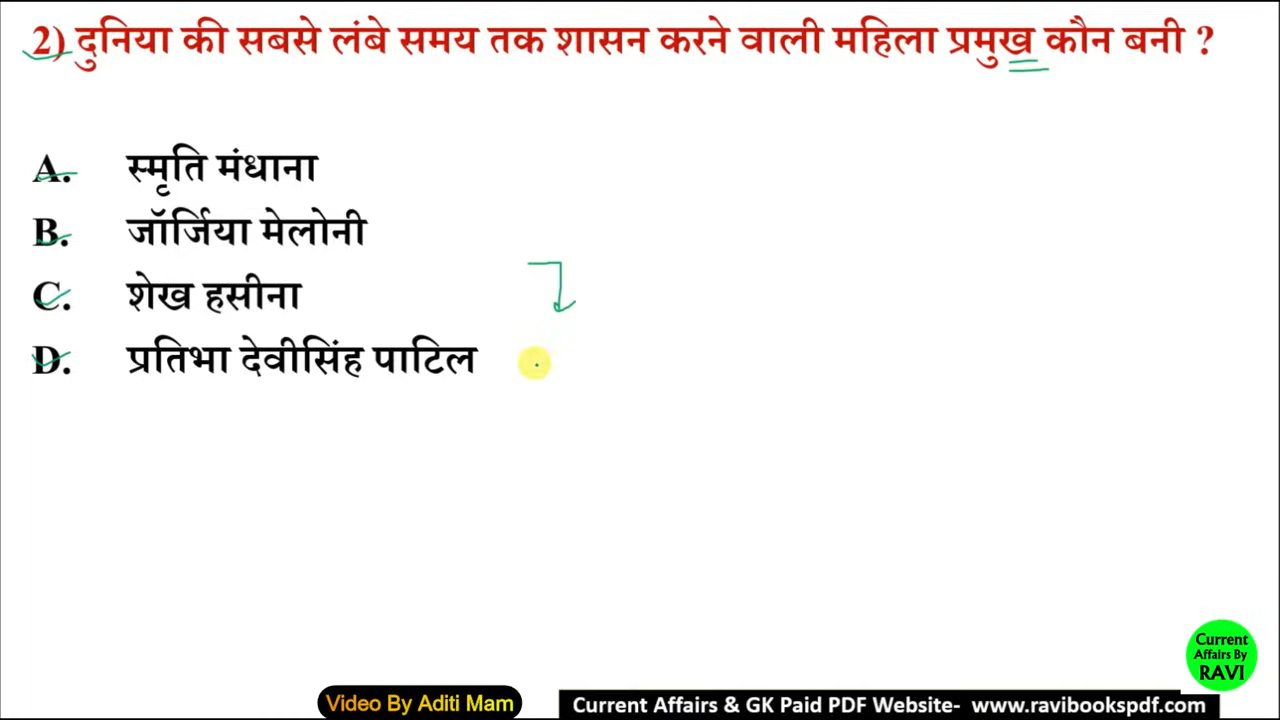 2) दुनिया की सबसे लंबे समय तक शासन करने वाली महिला प्रमुख कौन बनी ?
A. स्मृति मंधाना
B. जॉर्जिया मेलोनी
C. शेख हसीना
D. प्रतिभा देवीसिंह पाटिल
Current
Affairs By
RAVI
Video By Aditi Mam
Current Affairs & GK Paid PDF Website- www.ravibookspdf.com